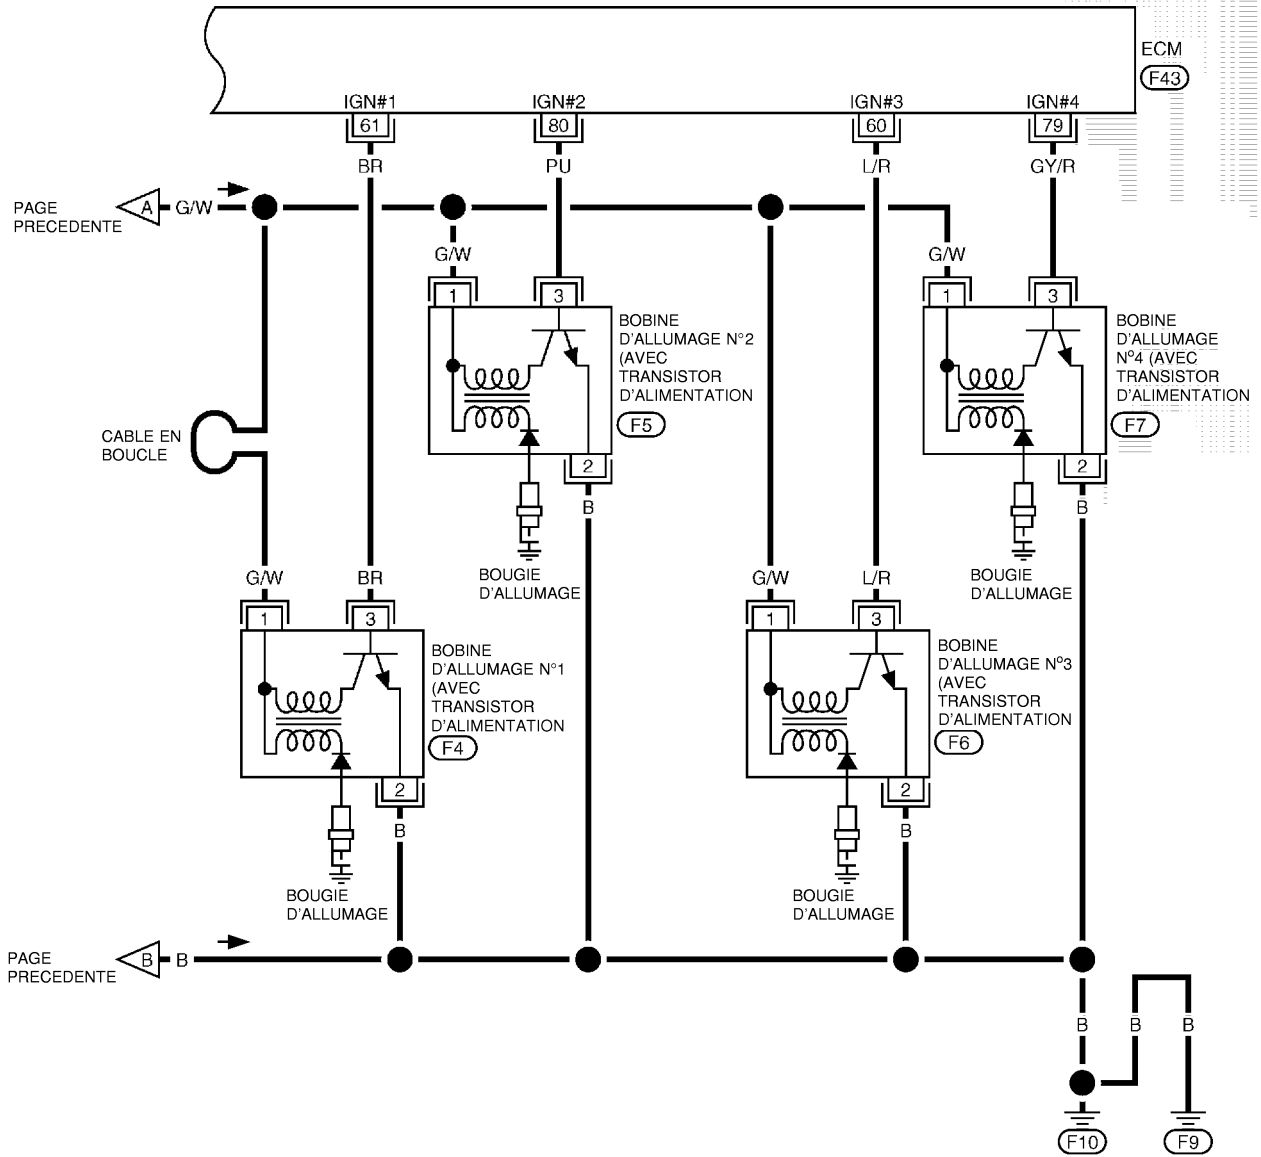 ECM
F43
IGN#1
IGN#2
IGN#3
IGN#4
61
80
60
79
BR
PU
L/R
GY/R
PAGE
PRECEDENTE
A
G/W
G/W
G/W
1
3
1
3
BOBINE
D'ALLUMAGE N°2
(AVEC
TRANSISTOR
D'ALIMENTATION
F5
BOBINE
D'ALLUMAGE
N°4 (AVEC
TRANSISTOR
D'ALIMENTATION
F7
CABLE EN
BOUCLE
2
2
B
B
BOUGIE
D'ALLUMAGE
BOUGIE
D'ALLUMAGE
G/W
BR
G/W
L/R
1
3
1
3
BOBINE
D'ALLUMAGE N°1
(AVEC
TRANSISTOR
D'ALIMENTATION
F4
BOBINE
D'ALLUMAGE N°3
(AVEC
TRANSISTOR
D'ALIMENTATION
F6
2
2
B
B
BOUGIE
D'ALLUMAGE
BOUGIE
D'ALLUMAGE
PAGE
PRECEDENTE
B
B
B
B
B
F10
F9